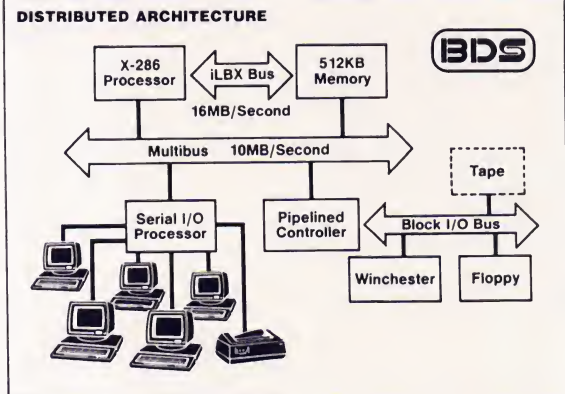 DISTRIBUTED ARCHITECTURE
BDS
X-286
Processor
iLBX Bus
512KB
Memory
16MB/Second
Multibus 10MB/Second
Tape
Serial I/O
Processor
Pipelined
Controller
Block I/O Bus
Winchester
Floppy